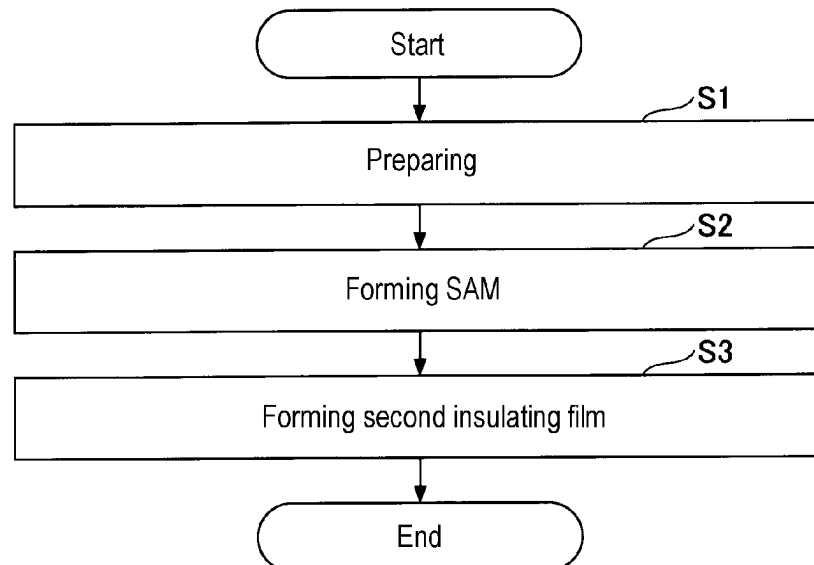 Start
S1
Preparing
S2
Forming SAM
S3
Forming second insulating film
End